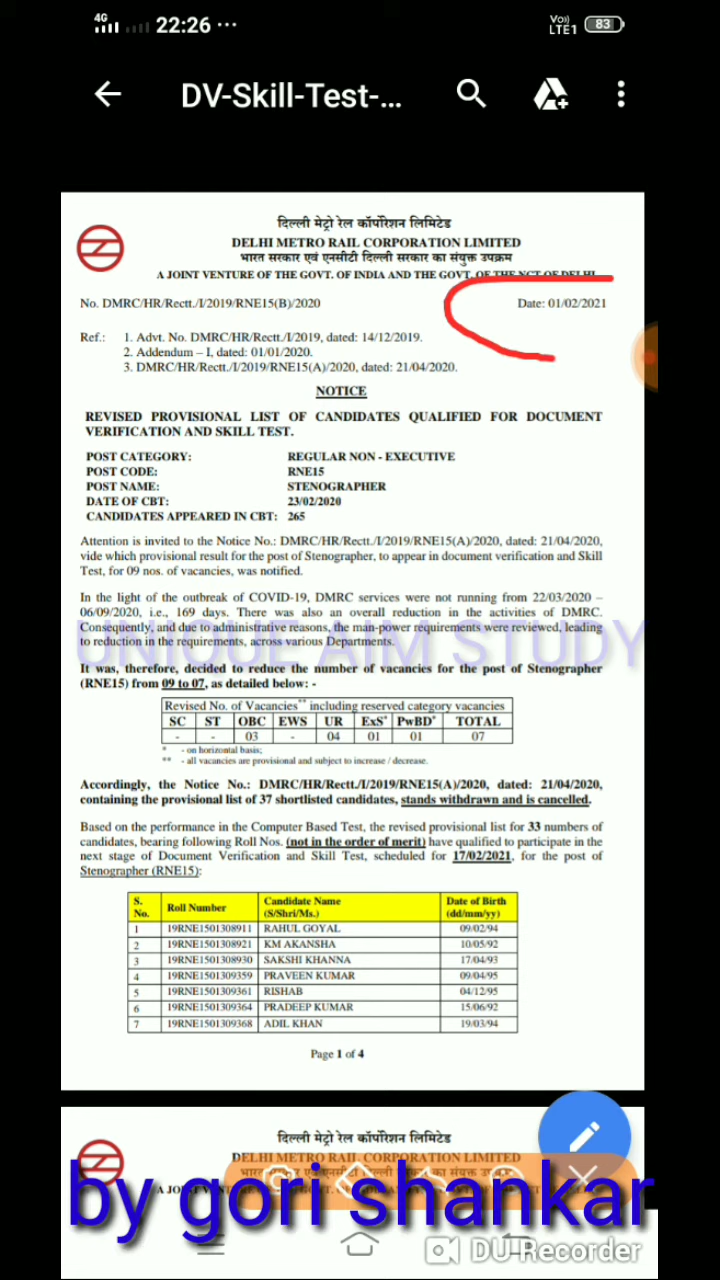 4G 22:26 ... Vo)) LTE1 83
DV-Skill-Test-...
दिल्ली मेट्रो रेल कॉर्पोरेशन लिमिटेड
DELHI METRO RAIL CORPORATION LIMITED
भारत सरकार एवं एनसीटी दिल्ली सरकार का संयुक्त उपक्रम
A JOINT VENTURE OF THE GOVT. OF INDIA AND THE GOVT. OF THE NCT OF DELHI
No. DMRC/HR/Rectt./I/2019/RNE15(B)/2020 Date: 01/02/2021
Ref.: 1. Advt. No. DMRC/HR/Rectt./I/2019, dated: 14/12/2019.
2. Addendum – I, dated: 01/01/2020.
3. DMRC/HR/Rectt./I/2019/RNE15(A)/2020, dated: 21/04/2020.
NOTICE
REVISED PROVISIONAL LIST OF CANDIDATES QUALIFIED FOR DOCUMENT
VERIFICATION AND SKILL TEST.
POST CATEGORY: REGULAR NON - EXECUTIVE
POST CODE: RNE15
POST NAME: STENOGRAPHER
DATE OF CBT: 23/02/2020
CANDIDATES APPEARED IN CBT: 265
Attention is invited to the Notice No.: DMRC/HR/Rectt./I/2019/RNE15(A)/2020, dated: 21/04/2020,
vide which provisional result for the post of Stenographer, to appear in document verification and Skill
Test, for 09 nos. of vacancies, was notified.
In the light of the outbreak of COVID-19, DMRC services were not running from 22/03/2020 –
06/09/2020, i.e., 169 days. There was also an overall reduction in the activities of DMRC.
Consequently, and due to administrative reasons, the man-power requirements were reviewed, leading
to reduction in the requirements, across various Departments.
UNIQUE AIM STUDY
It was, therefore, decided to reduce the number of vacancies for the post of Stenographer
(RNE15) from 09 to 07, as detailed below: -
Revised No. of Vacancies** including reserved category vacancies
SC ST OBC EWS UR ExS* PwBD* TOTAL
- - 03 - 04 01 01 07
* - on horizontal basis;
** - all vacancies are provisional and subject to increase / decrease.
Accordingly, the Notice No.: DMRC/HR/Rectt./I/2019/RNE15(A)/2020, dated: 21/04/2020,
containing the provisional list of 37 shortlisted candidates, stands withdrawn and is cancelled.
Based on the performance in the Computer Based Test, the revised provisional list for 33 numbers of
candidates, bearing following Roll Nos. (not in the order of merit) have qualified to participate in the
next stage of Document Verification and Skill Test, scheduled for 17/02/2021, for the post of
Stenographer (RNE15):
S. No. Roll Number Candidate Name (S/Shri/Ms.) Date of Birth (dd/mm/yy)
1 19RNE1501308911 RAHUL GOYAL 09/02/94
2 19RNE1501308921 KM AKANSHA 10/05/92
3 19RNE1501308930 SAKSHI KHANNA 17/04/93
4 19RNE1501309359 PRAVEEN KUMAR 09/04/95
5 19RNE1501309361 RISHAB 04/12/95
6 19RNE1501309364 PRADEEP KUMAR 15/06/92
7 19RNE1501309368 ADIL KHAN 19/03/94
Page 1 of 4
दिल्ली मेट्रो रेल कॉर्पोरेशन लिमिटेड
DELHI METRO RAIL CORPORATION LIMITED
by gori shankar
DU Recorder